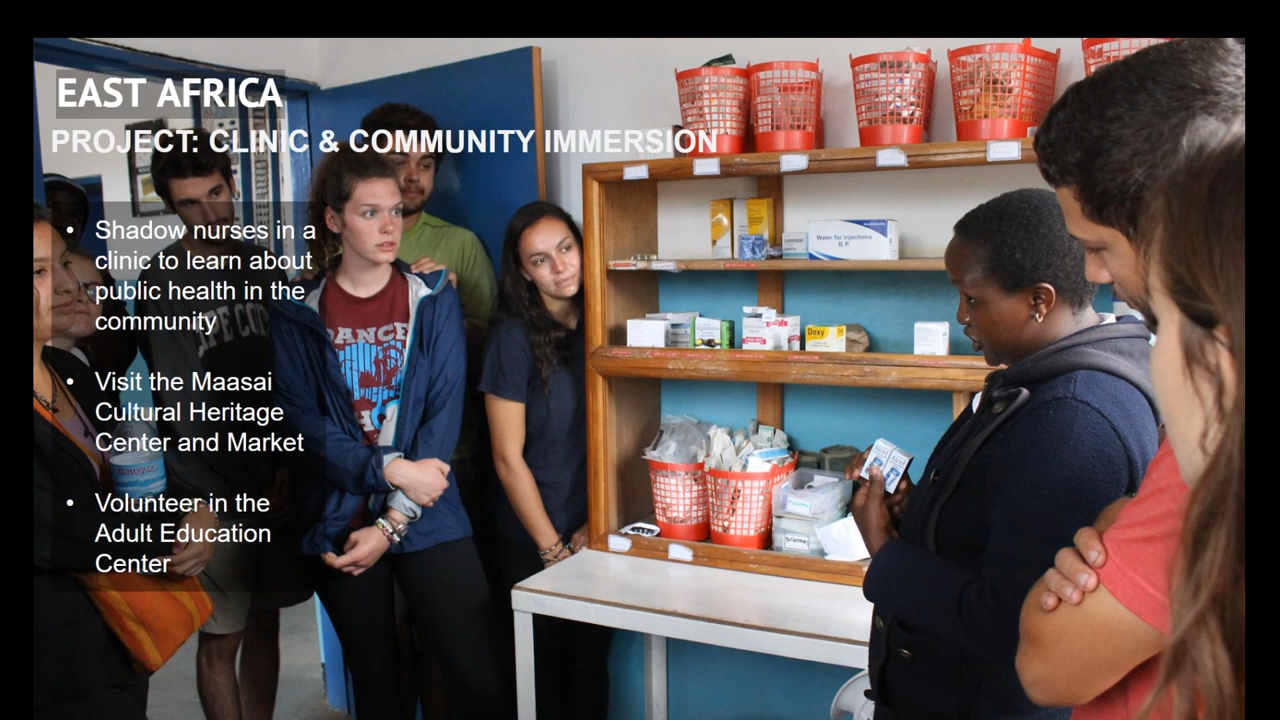 EAST AFRICA
PROJECT: CLINIC & COMMUNITY IMMERSION
• Shadow nurses in a
clinic to learn about
public health in the
community
• Visit the Maasai
Cultural Heritage
Center and Market
• Volunteer in the
Adult Education
Center
Water for Injections
B.P.
Doxy
DANCE